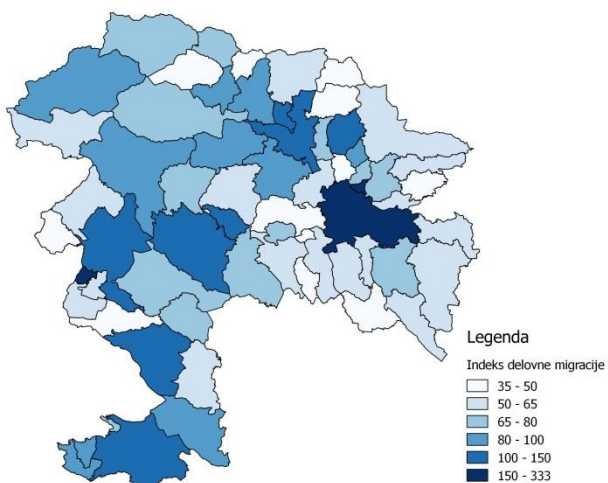 Legenda
Indeks delovne migracije
35 - 50
50 - 65
65 - 80
80 - 100
100 - 150
150 - 333